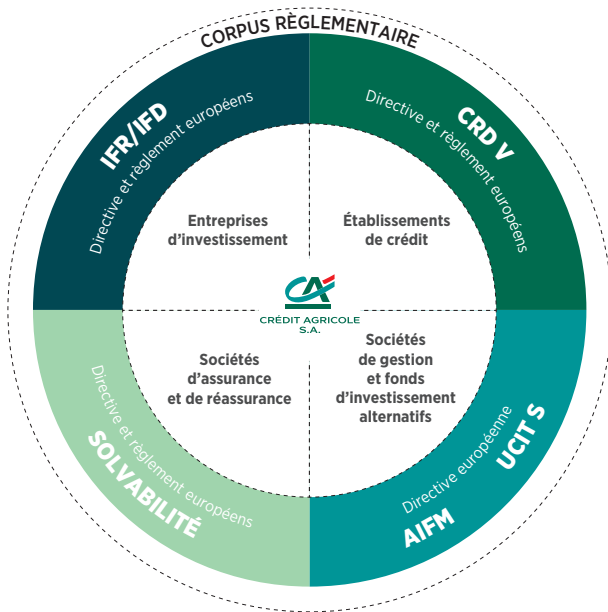 CORPUS RÈGLEMENTAIRE
IFR/IFD
Directive et règlement européens
CRD V
Directive et règlement européens
Entreprises
d’investissement
Établissements
de crédit
CA
CRÉDIT AGRICOLE
S.A.
Sociétés
d’assurance
et de réassurance
Sociétés
de gestion
et fonds
d’investissement
alternatifs
Directive et règlement européens
SOLVABILITÉ
Directive européenne
AIFM
UCIT S